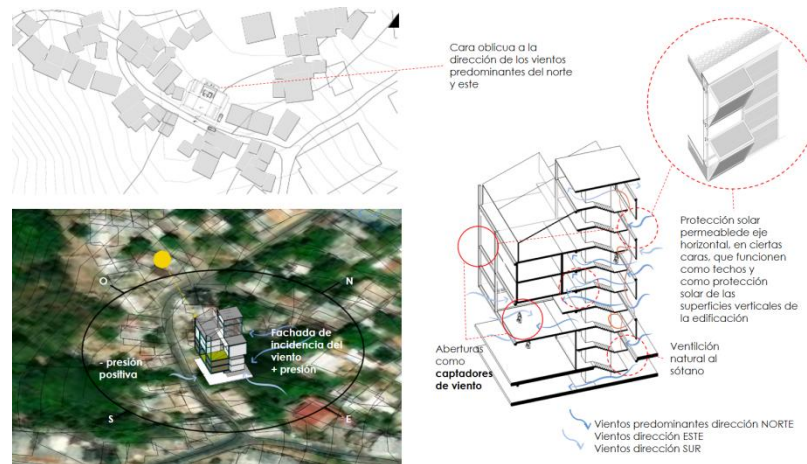 Cara oblicua a la
dirección de los vientos
predominantes del norte
y este
Protección solar
permeablede eje
horizontal, en ciertas
caras, que funcionen
como techos y
como protección
solar de las
superficies verticales de
la edificación
Aberturas
como
captadores
de viento
Ventilción
natural al
sótano
Vientos predominantes dirección NORTE
Vientos dirección ESTE
Vientos dirección SUR
O
N
Fachada de
incidencia del
viento
+ presión
- presión
positiva
S
E